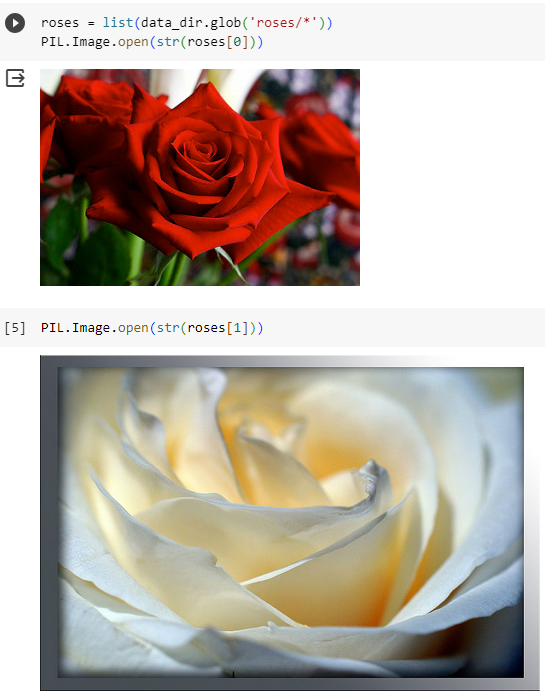 roses = list(data_dir.glob('roses/*'))
PIL.Image.open(str(roses[0]))
[5] PIL.Image.open(str(roses[1]))